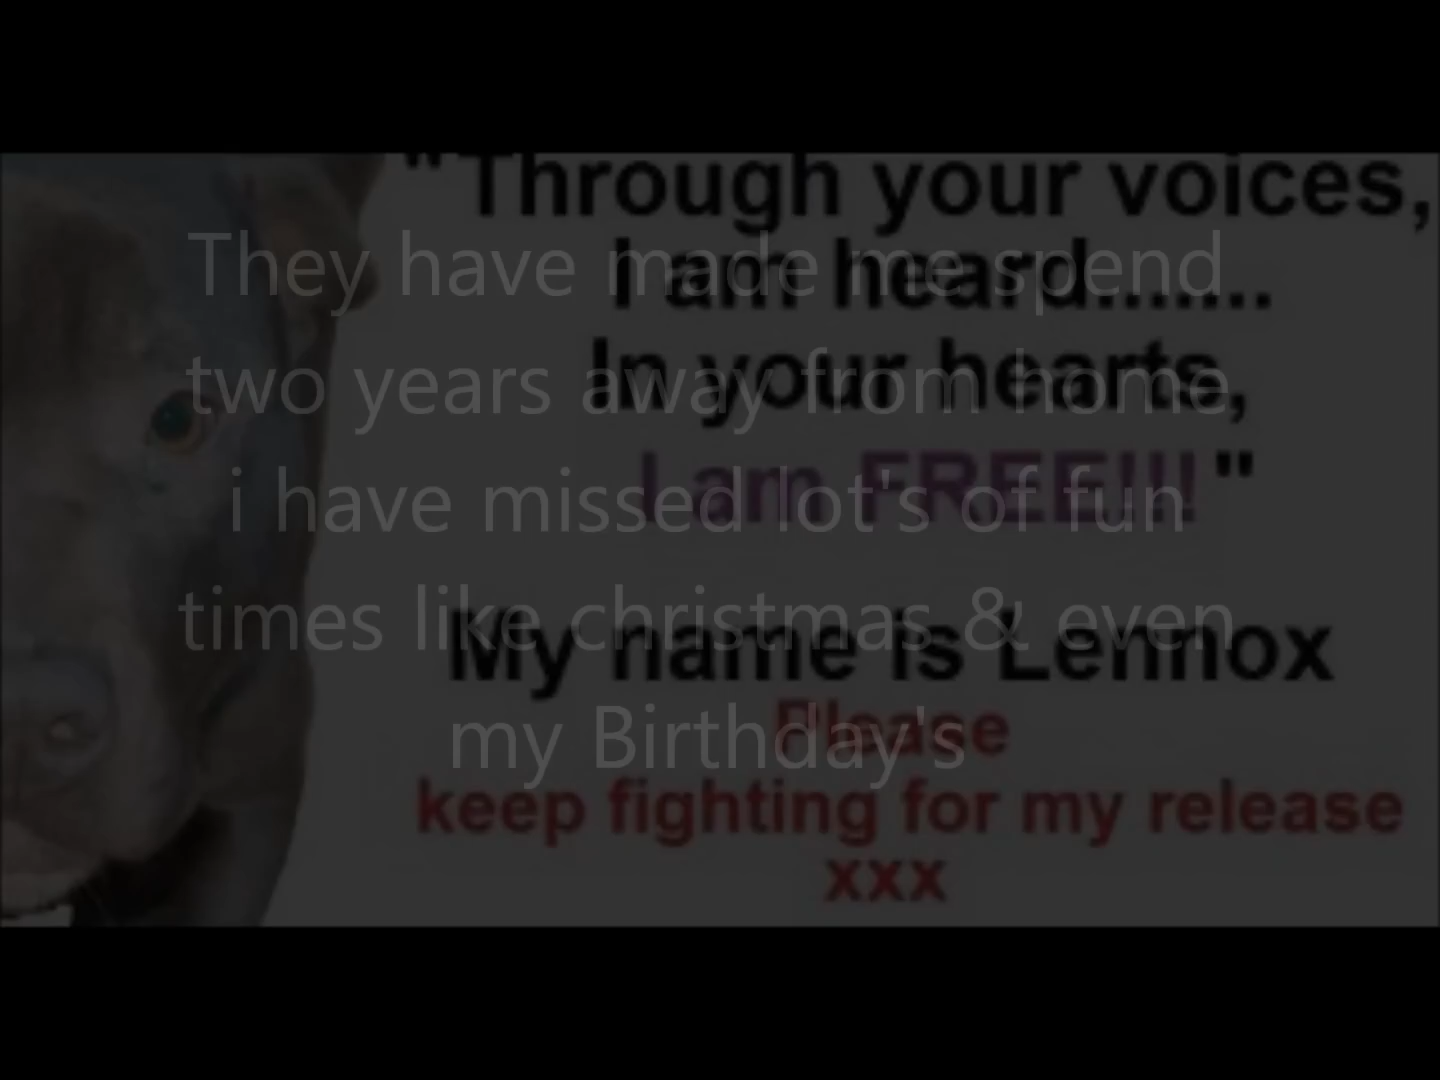 "Through your voices,
I am heard.......
In your hearts,
I am FREE!!!"
My name is Lennox
Please
keep fighting for my release
xxx
They have made me spend
two years away from home
i have missed lot's of fun
times like christmas & even
my Birthday's